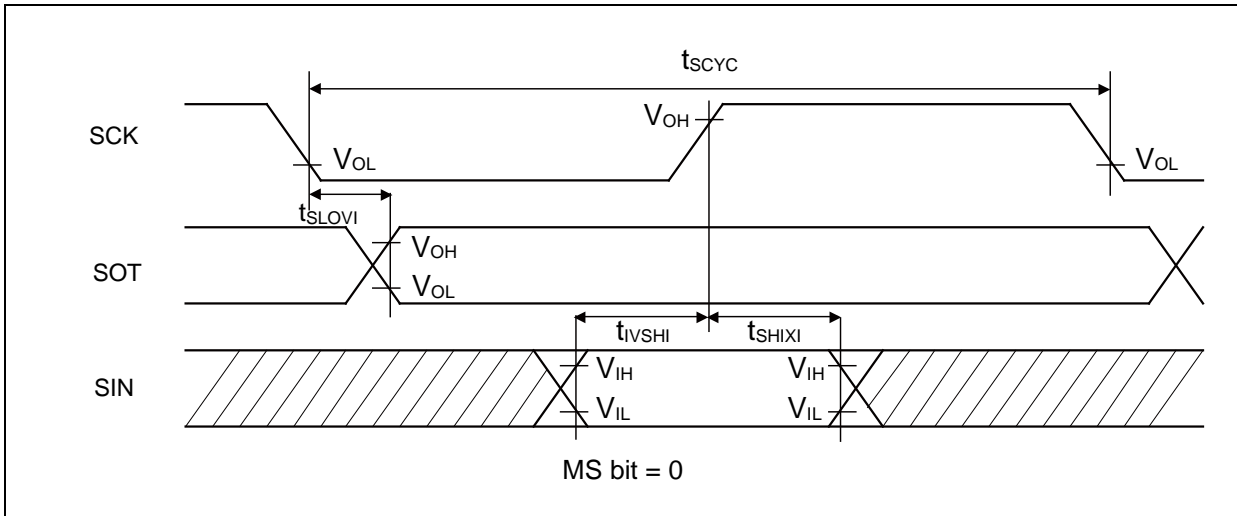 tSCYC
SCK
VOH
VOL
VOL
tSLOVI
SOT
VOH
VOL
tIVSHI
tSHIXI
SIN
VIH
VIH
VIL
VIL
MS bit = 0